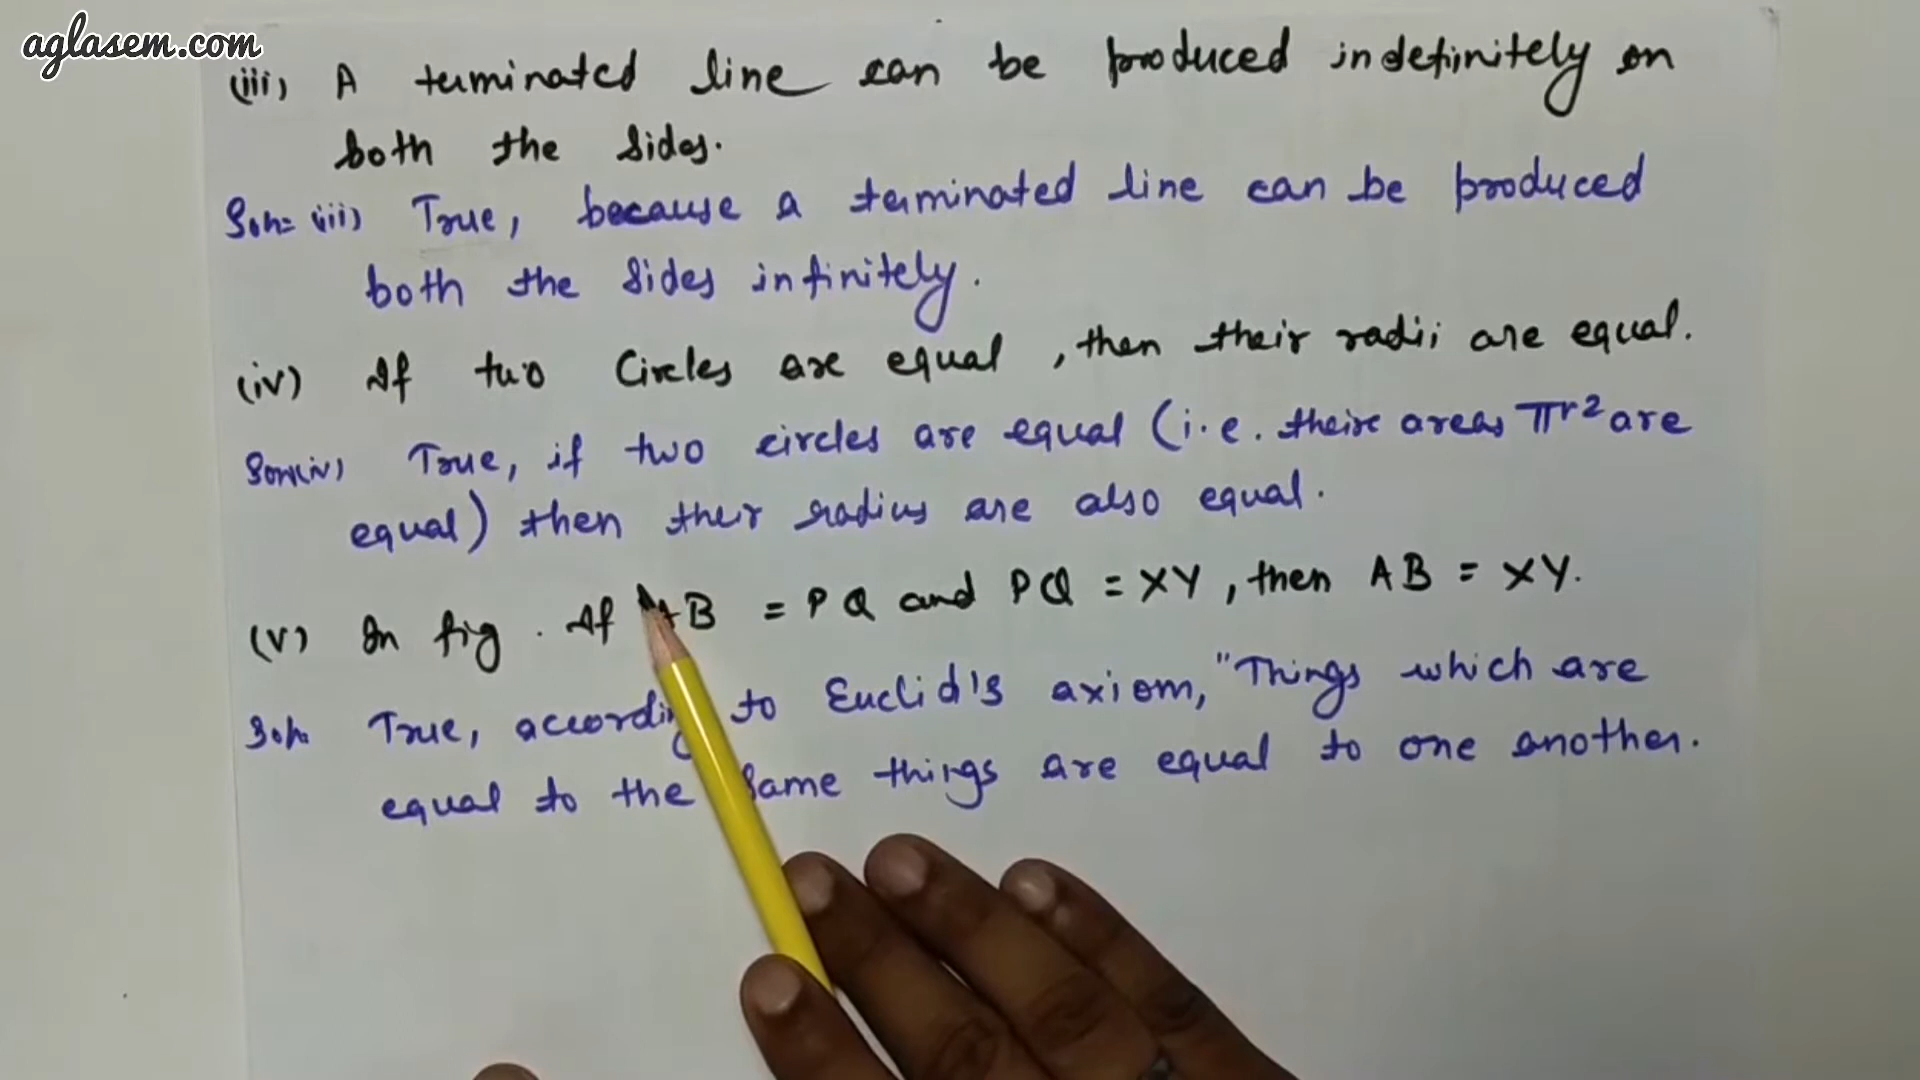 aglasem.com
(iii) A terminated line can be produced indefinitely on
both the sides.
Soln= (iii) True, because a terminated line can be produced
both the sides infinitely.
(iv) If two Circles are equal, then their radii are equal.
Soln(iv) True, if two circles are equal (i.e. their areas πr² are
equal) then their radius are also equal.
(v) In fig. If AB = PQ and PQ = XY, then AB = XY.
Soln True, according to Euclid's axiom, "Things which are
equal to the same things are equal to one another.